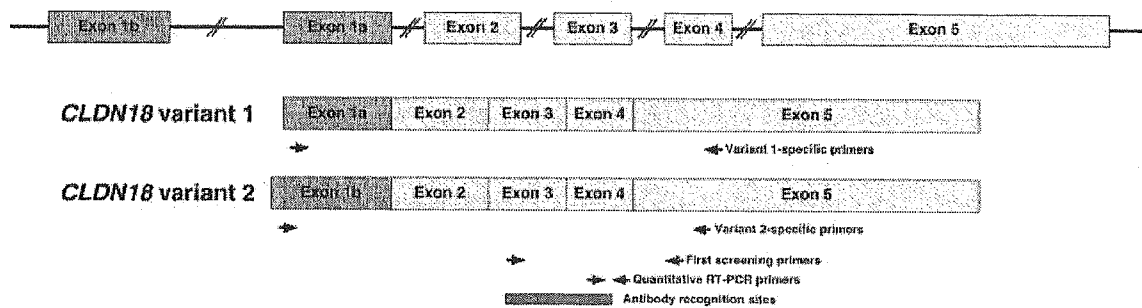 Exon 1b Exon 1a Exon 2 Exon 3 Exon 4 Exon 5
CLDN18 variant 1 Exon 1a Exon 2 Exon 3 Exon 4 Exon 5
Variant 1-specific primers
CLDN18 variant 2 Exon 1b Exon 2 Exon 3 Exon 4 Exon 5
Variant 2-specific primers
First screening primers
Quantitative RT-PCR primers
Antibody recognition sites